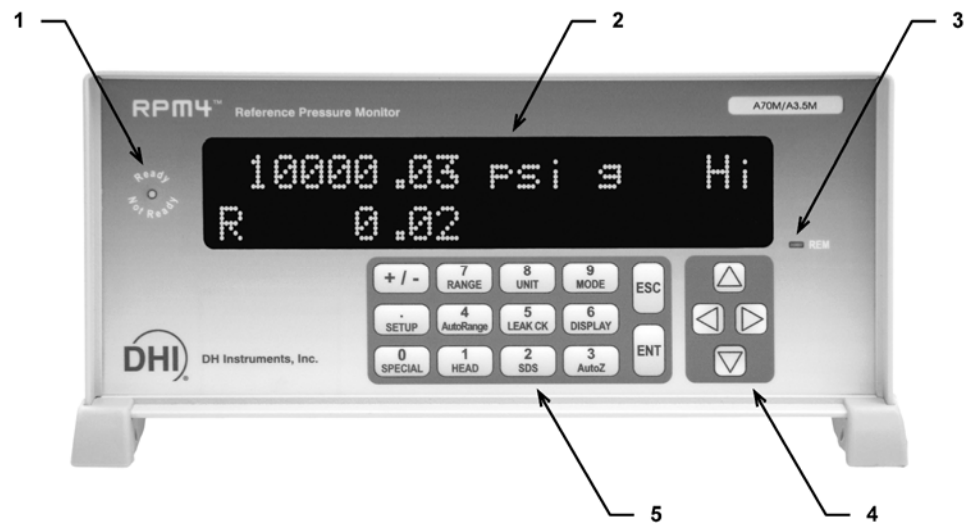 1
2
3
RPM4™ Reference Pressure Monitor
A70M/A3.5M
Ready
Not Ready
10000.03 psi g Hi
R 0.02
REM
+/-
7 RANGE
8 UNIT
9 MODE
ESC
. SETUP
4 AutoRange
5 LEAK CK
6 DISPLAY
0 SPECIAL
1 HEAD
2 SDS
3 AutoZ
ENT
DHI®
DH Instruments, Inc.
5
4